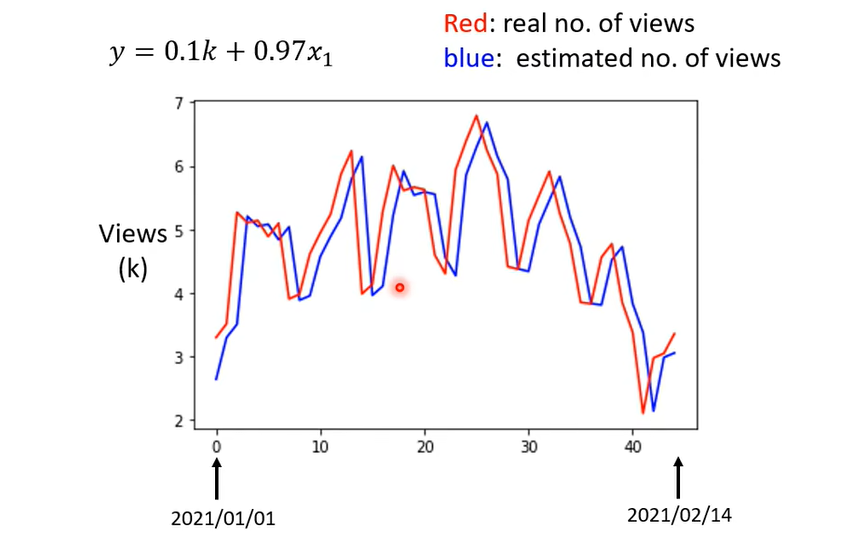 y = 0.1k + 0.97x₁
Red: real no. of views
blue:  estimated no. of views
Views
(k)
7
6
5
4
3
2
0 10 20 30 40
2021/01/01
2021/02/14